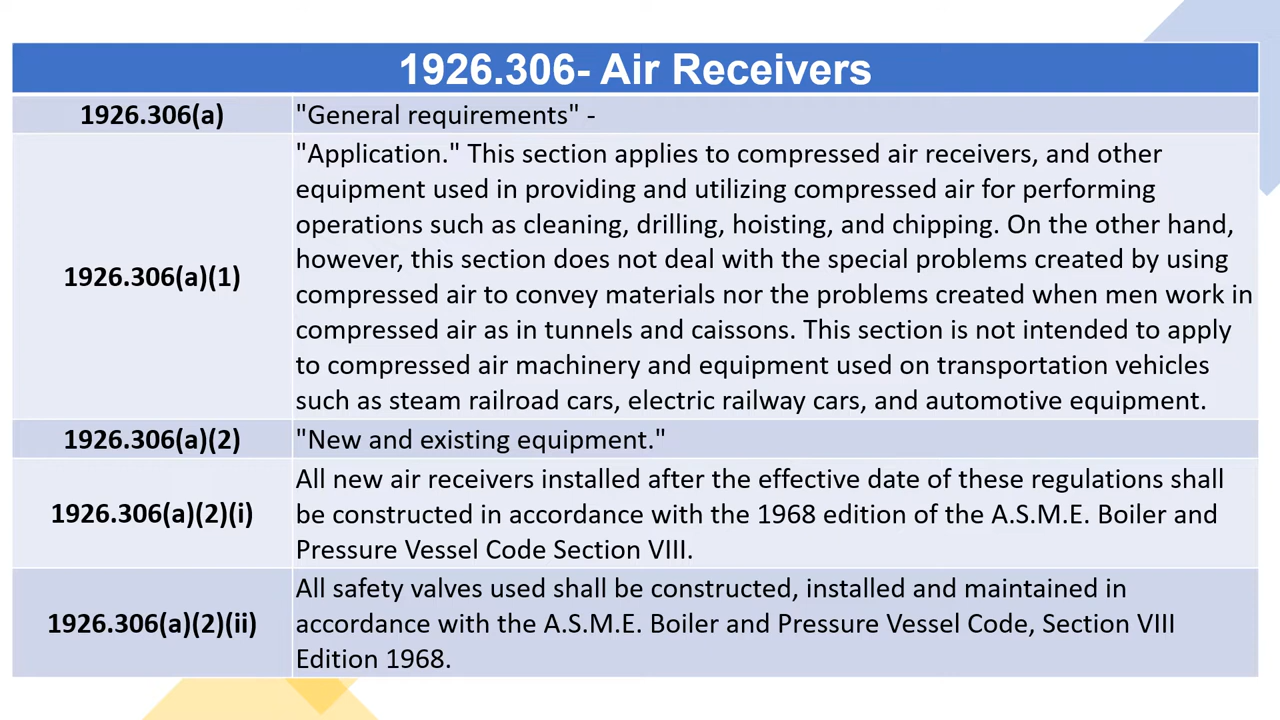 1926.306- Air Receivers
1926.306(a)
"General requirements" -
1926.306(a)(1)
"Application." This section applies to compressed air receivers, and other
equipment used in providing and utilizing compressed air for performing
operations such as cleaning, drilling, hoisting, and chipping. On the other hand,
however, this section does not deal with the special problems created by using
compressed air to convey materials nor the problems created when men work in
compressed air as in tunnels and caissons. This section is not intended to apply
to compressed air machinery and equipment used on transportation vehicles
such as steam railroad cars, electric railway cars, and automotive equipment.
1926.306(a)(2)
"New and existing equipment."
1926.306(a)(2)(i)
All new air receivers installed after the effective date of these regulations shall
be constructed in accordance with the 1968 edition of the A.S.M.E. Boiler and
Pressure Vessel Code Section VIII.
1926.306(a)(2)(ii)
All safety valves used shall be constructed, installed and maintained in
accordance with the A.S.M.E. Boiler and Pressure Vessel Code, Section VIII
Edition 1968.